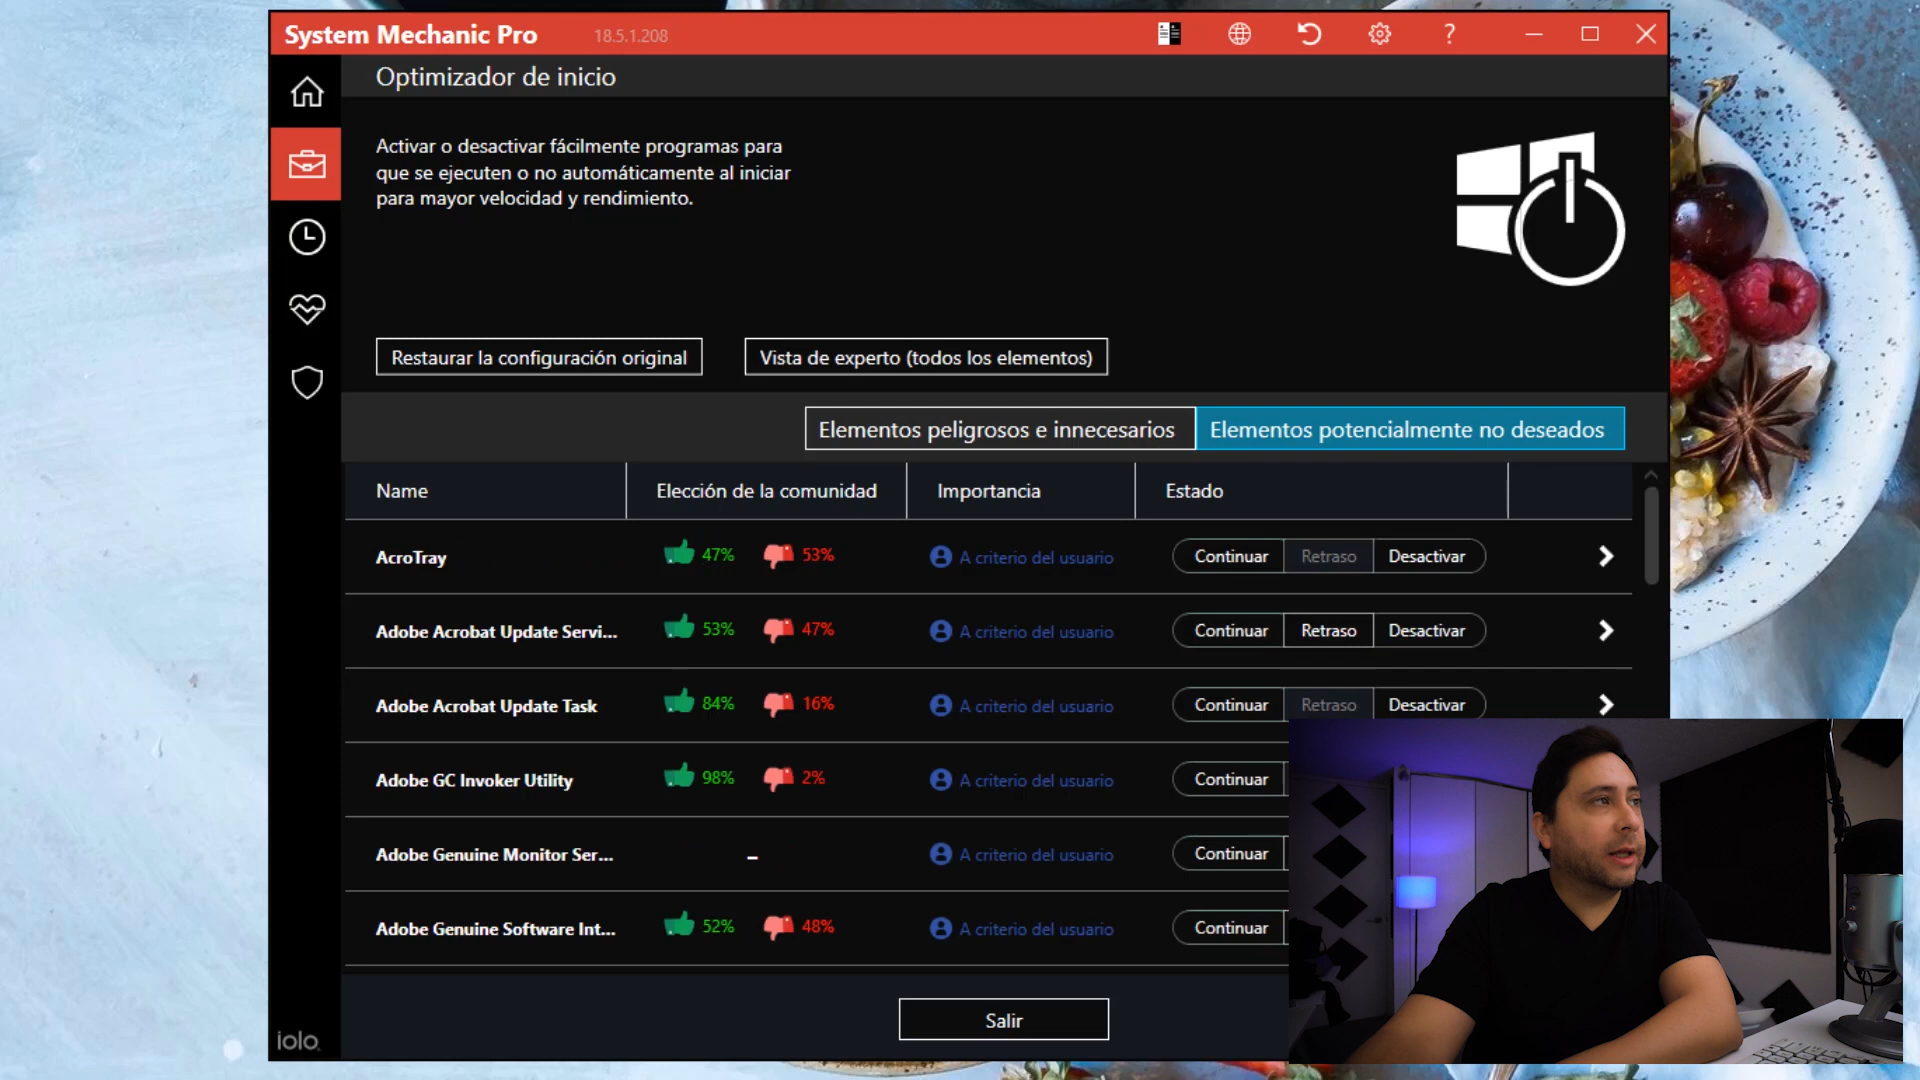 System Mechanic Pro 18.5.1.208
?
Optimizador de inicio
Activar o desactivar fácilmente programas para
que se ejecuten o no automáticamente al iniciar
para mayor velocidad y rendimiento.
Restaurar la configuración original Vista de experto (todos los elementos)
Elementos peligrosos e innecesarios Elementos potencialmente no deseados
Name Elección de la comunidad Importancia Estado
AcroTray 47% 53% A criterio del usuario Continuar Retraso Desactivar
Adobe Acrobat Update Servi... 53% 47% A criterio del usuario Continuar Retraso Desactivar
Adobe Acrobat Update Task 84% 16% A criterio del usuario Continuar Retraso Desactivar
Adobe GC Invoker Utility 98% 2% A criterio del usuario Continuar
Adobe Genuine Monitor Ser... – A criterio del usuario Continuar
Adobe Genuine Software Int... 52% 48% A criterio del usuario Continuar
Salir
iolo